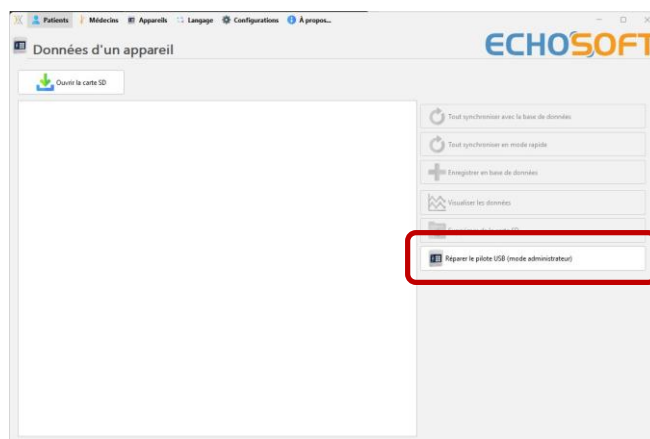 Patients Médecins Appareils Langage Configurations À propos...
Données d'un appareil
ECHOSOFT
Ouvrir la carte SD
Tout synchroniser avec la base de données
Tout synchroniser en mode rapide
Enregistrer en base de données
Visualiser les données
Réparer le pilote USB (mode administrateur)